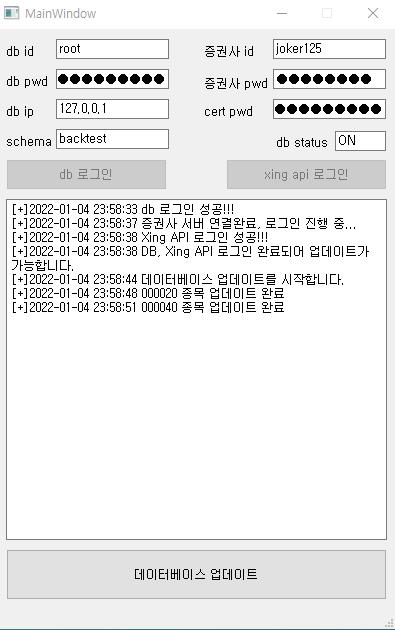 MainWindow
db id root 증권사 id joker125
db pwd ●●●●●●●●● 증권사 pwd ●●●●●●●●
db ip 127,0,0,1 cert pwd ●●●●●●●●●
schema backtest db status ON
db 로그인 xing api 로그인
[+]2022-01-04 23:58:33 db 로그인 성공!!!
[+]2022-01-04 23:58:37 증권사 서버 연결완료, 로그인 진행 중,,,
[+]2022-01-04 23:58:38 Xing API 로그인 성공!!!
[+]2022-01-04 23:58:38 DB, Xing API 로그인 완료되어 업데이트가
가능합니다.
[+]2022-01-04 23:58:44 데이터베이스 업데이트를 시작합니다.
[+]2022-01-04 23:58:48 000020 종목 업데이트 완료
[+]2022-01-04 23:58:51 000040 종목 업데이트 완료
데이터베이스 업데이트